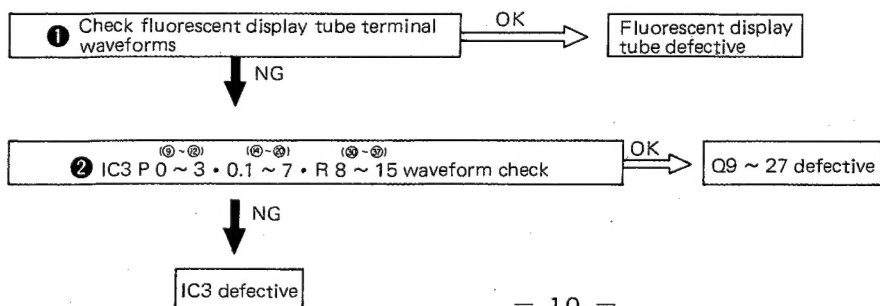 ❶ Check fluorescent display tube terminal
waveforms
OK
Fluorescent display
tube defective
NG
(⑨ ~ ⑫) (⑭ ~ ⑳) (㉚ ~ ㊲)
❷ IC3 P 0 ~ 3 · 0.1 ~ 7 · R 8 ~ 15 waveform check
OK
Q9 ~ 27 defective
NG
IC3 defective
— 10 —